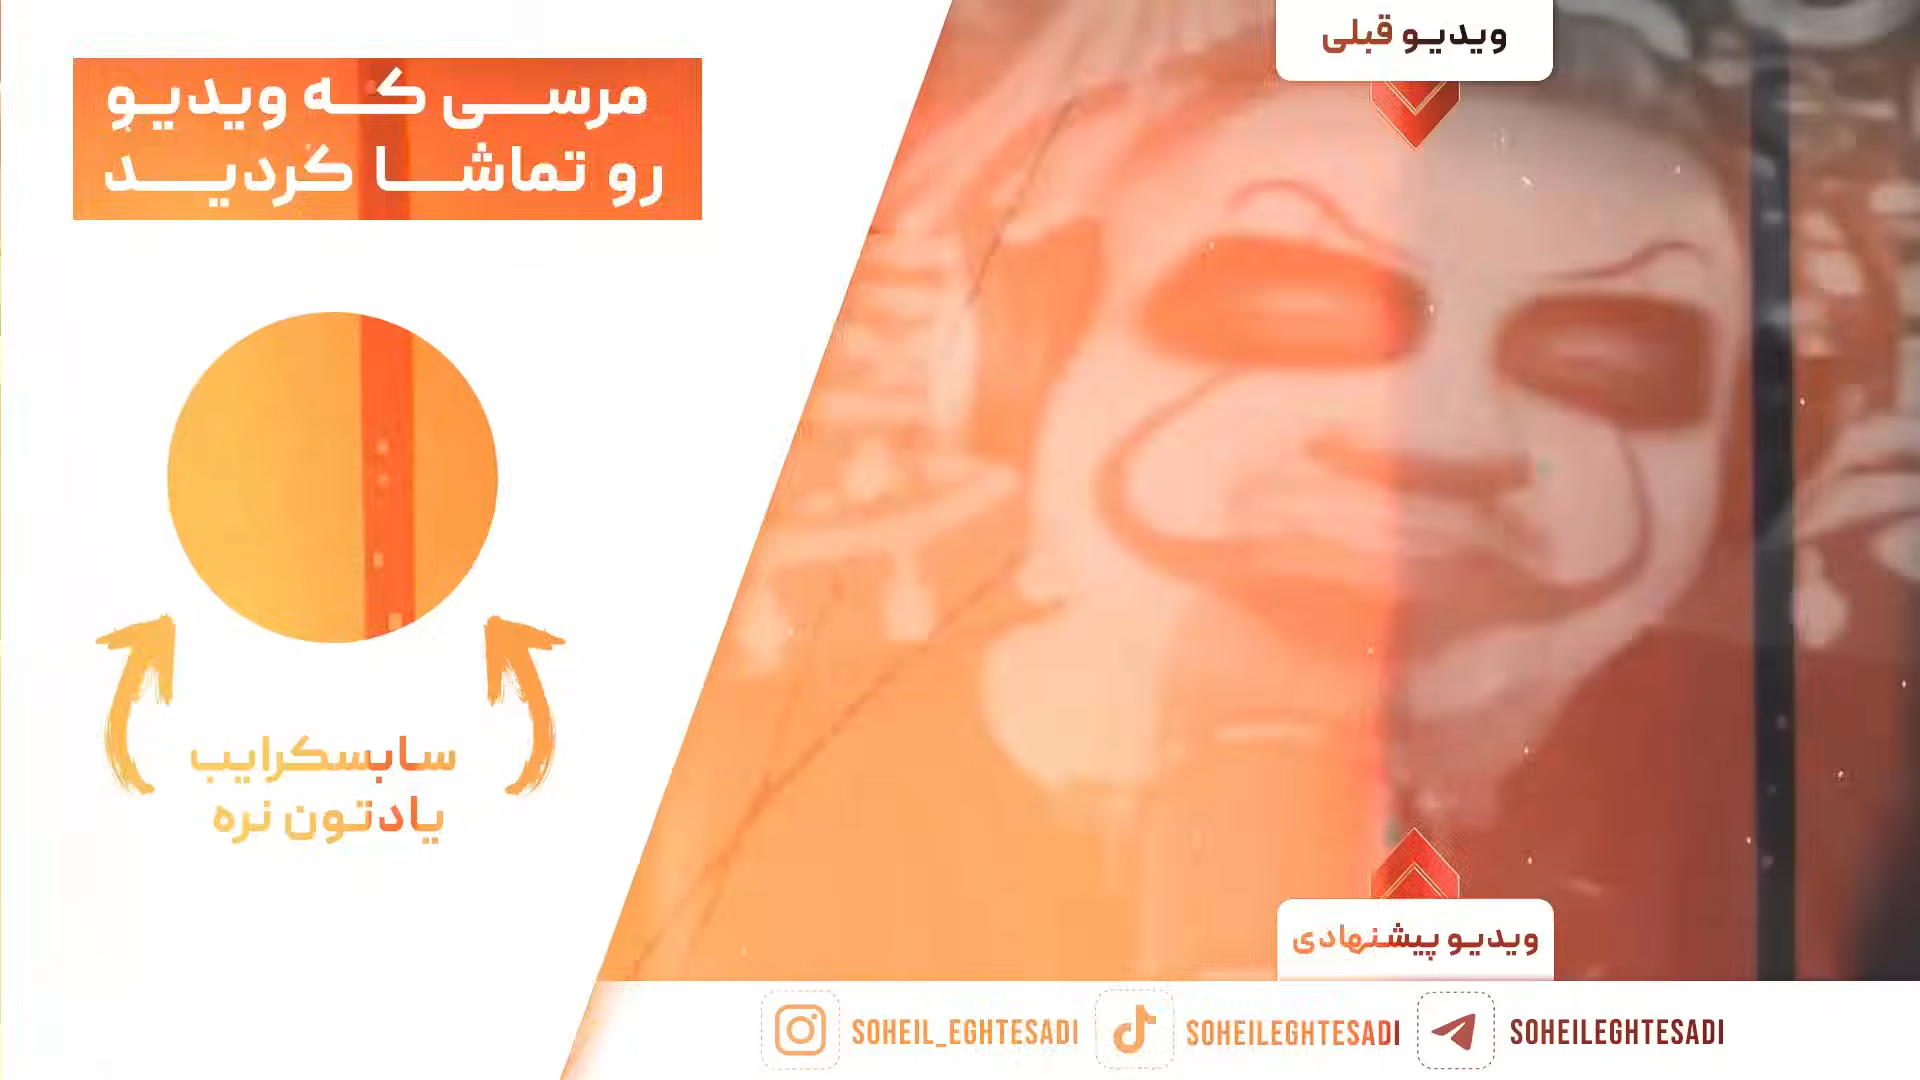 مرسی که ویدیو
رو تماشا کردید
ویدیو قبلی
سابسکرایب
یادتون نره
ویدیو پیشنهادی
SOHEIL_EGHTESADI
SOHEILEGHTESADI
SOHEILEGHTESADI